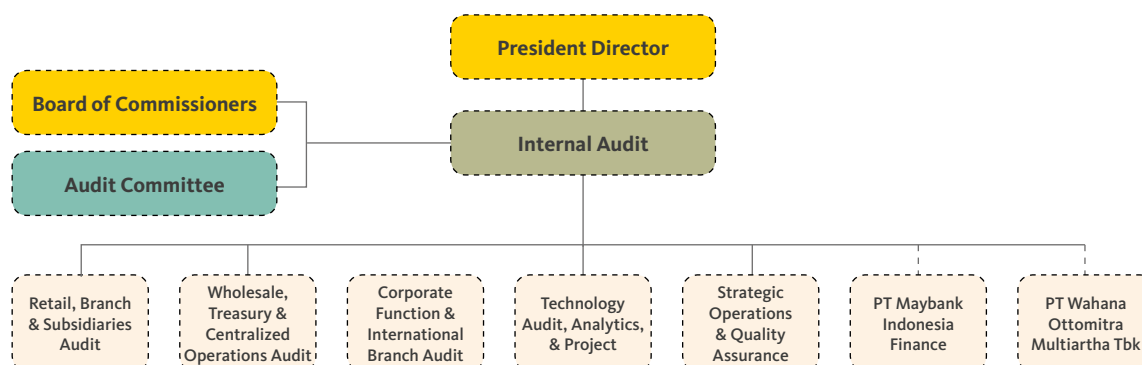 President Director
Board of Commissioners
Internal Audit
Audit Committee
Retail, Branch
& Subsidiaries
Audit
Wholesale,
Treasury &
Centralized
Operations Audit
Corporate
Function &
International
Branch Audit
Technology
Audit, Analytics,
& Project
Strategic
Operations
& Quality
Assurance
PT Maybank
Indonesia
Finance
PT Wahana
Ottomitra
Multiartha Tbk